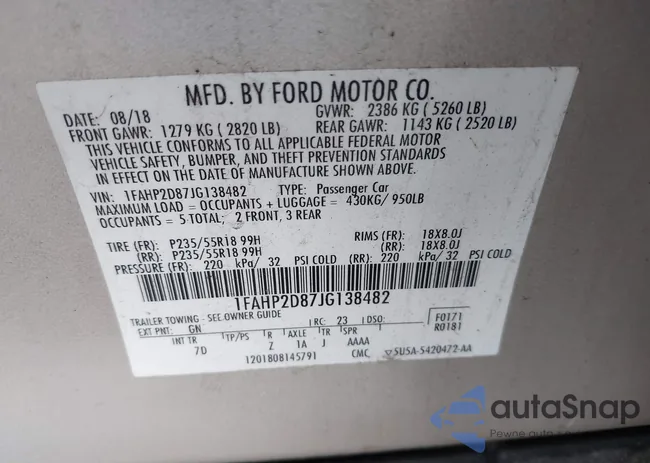 MFD. BY FORD MOTOR CO.
DATE: 08/18 GVWR: 2386 KG ( 5260 LB)
FRONT GAWR: 1279 KG ( 2820 LB) REAR GAWR: 1143 KG ( 2520 LB)
THIS VEHICLE CONFORMS TO ALL APPLICABLE FEDERAL MOTOR
VEHICLE SAFETY, BUMPER, AND THEFT PREVENTION STANDARDS
IN EFFECT ON THE DATE OF MANUFACTURE SHOWN ABOVE.
VIN: 1FAHP2D87JG138482 TYPE: Passenger Car
MAXIMUM LOAD = OCCUPANTS + LUGGAGE = 430KG/ 950LB
OCCUPANTS = 5 TOTAL; 2 FRONT, 3 REAR
TIRE (FR): P235/55R18 99H RIMS (FR): 18X8.0J
(RR): P235/55R18 99H (RR): 18X8.0J
PRESSURE (FR): 220 kPa/ 32 PSI COLD (RR): 220 kPa/ 32 PSI COLD
1FAHP2D87JG138482
TRAILER TOWING - SEE OWNER GUIDE
EXT PNT: GN RC: 23 DSO: F0171
R0181
INT TR TP/PS R AXLE TR SPR
7D Z 1A J AAAA
1201808145791 CMC 5U5A-5420472-AA
autaSnap
Pewne auto